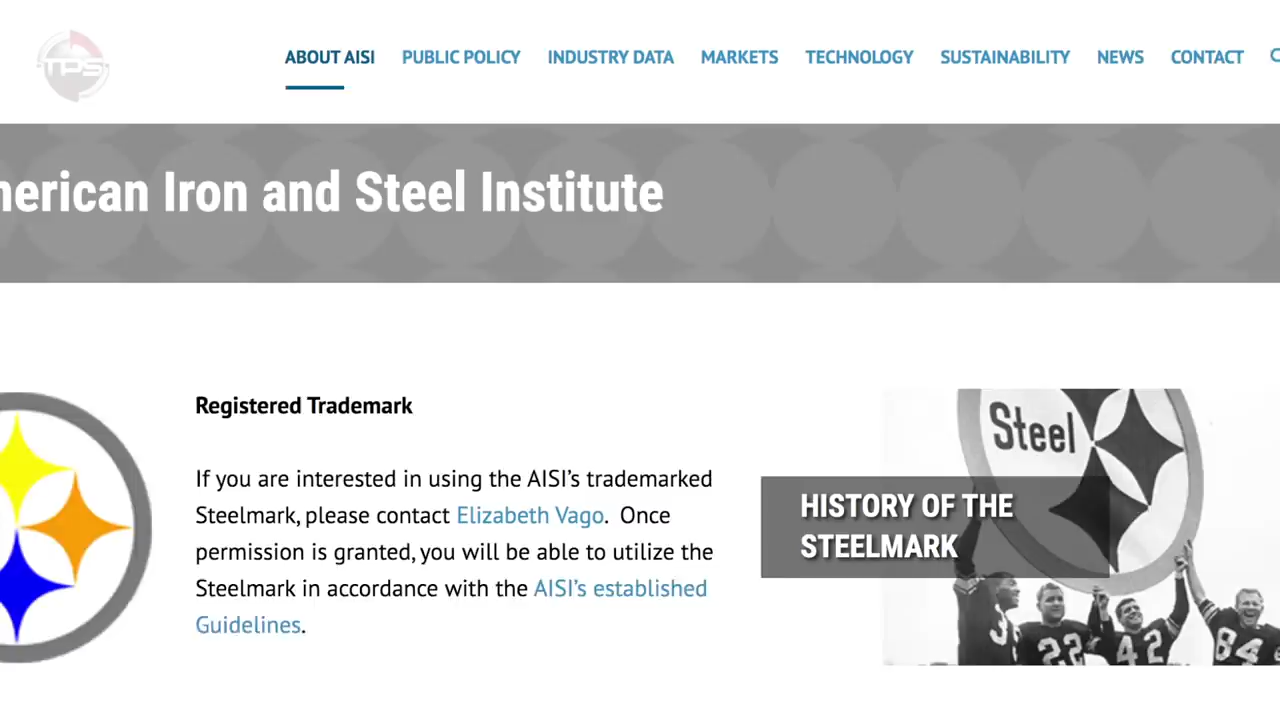 TPS
ABOUT AISI PUBLIC POLICY INDUSTRY DATA MARKETS TECHNOLOGY SUSTAINABILITY NEWS CONTACT
merican Iron and Steel Institute
Registered Trademark
If you are interested in using the AISI’s trademarked
Steelmark, please contact Elizabeth Vago. Once
permission is granted, you will be able to utilize the
Steelmark in accordance with the AISI’s established
Guidelines.
Steel
HISTORY OF THE
STEELMARK
3
22
42
84